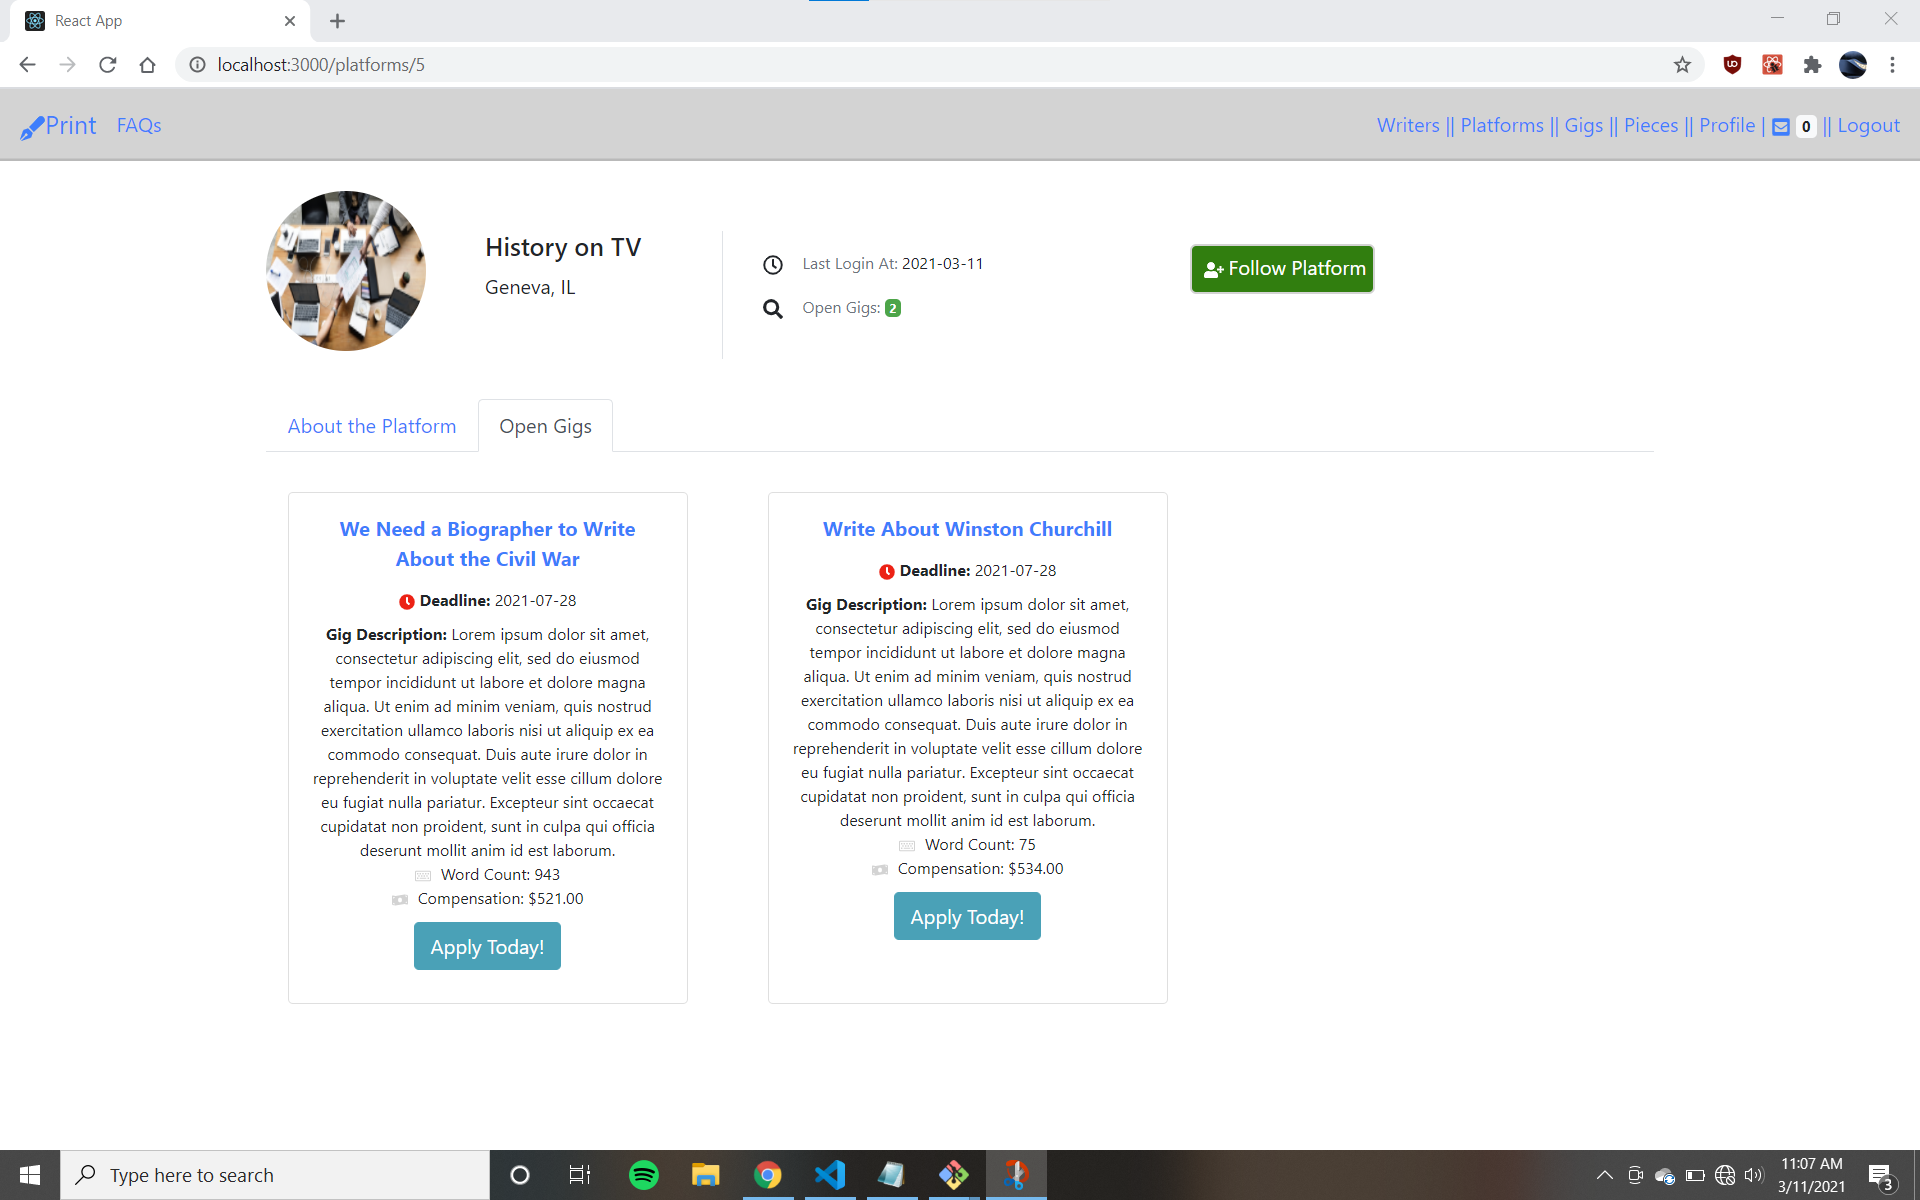 React App
localhost:3000/platforms/5
Print FAQs
Writers || Platforms || Gigs || Pieces || Profile | 0 || Logout
History on TV
Geneva, IL
Last Login At: 2021-03-11
Open Gigs: 2
Follow Platform
About the Platform
Open Gigs
We Need a Biographer to Write
About the Civil War
Deadline: 2021-07-28
Gig Description: Lorem ipsum dolor sit amet,
consectetur adipiscing elit, sed do eiusmod
tempor incididunt ut labore et dolore magna
aliqua. Ut enim ad minim veniam, quis nostrud
exercitation ullamco laboris nisi ut aliquip ex ea
commodo consequat. Duis aute irure dolor in
reprehenderit in voluptate velit esse cillum dolore
eu fugiat nulla pariatur. Excepteur sint occaecat
cupidatat non proident, sunt in culpa qui officia
deserunt mollit anim id est laborum.
Word Count: 943
Compensation: $521.00
Apply Today!
Write About Winston Churchill
Deadline: 2021-07-28
Gig Description: Lorem ipsum dolor sit amet,
consectetur adipiscing elit, sed do eiusmod
tempor incididunt ut labore et dolore magna
aliqua. Ut enim ad minim veniam, quis nostrud
exercitation ullamco laboris nisi ut aliquip ex ea
commodo consequat. Duis aute irure dolor in
reprehenderit in voluptate velit esse cillum dolore
eu fugiat nulla pariatur. Excepteur sint occaecat
cupidatat non proident, sunt in culpa qui officia
deserunt mollit anim id est laborum.
Word Count: 75
Compensation: $534.00
Apply Today!
Type here to search
11:07 AM
3/11/2021
3